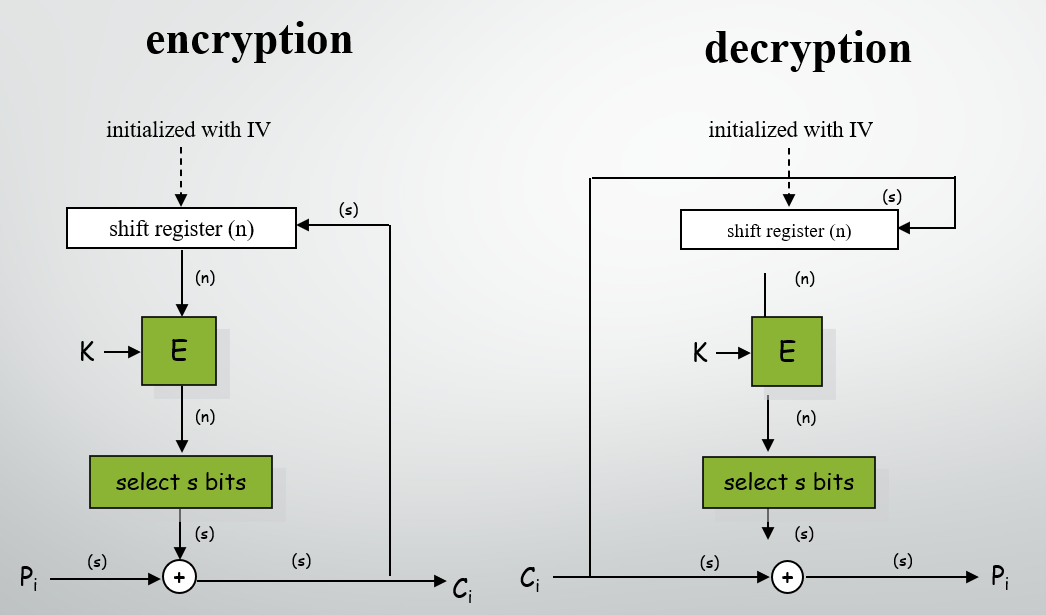 encryption
initialized with IV
shift register (n)
(s)
(n)
K
E
(n)
select s bits
(s)
Pi
(s)
+
(s)
Ci
decryption
initialized with IV
(s)
shift register (n)
(n)
K
E
(n)
select s bits
(s)
Ci
(s)
+
(s)
Pi